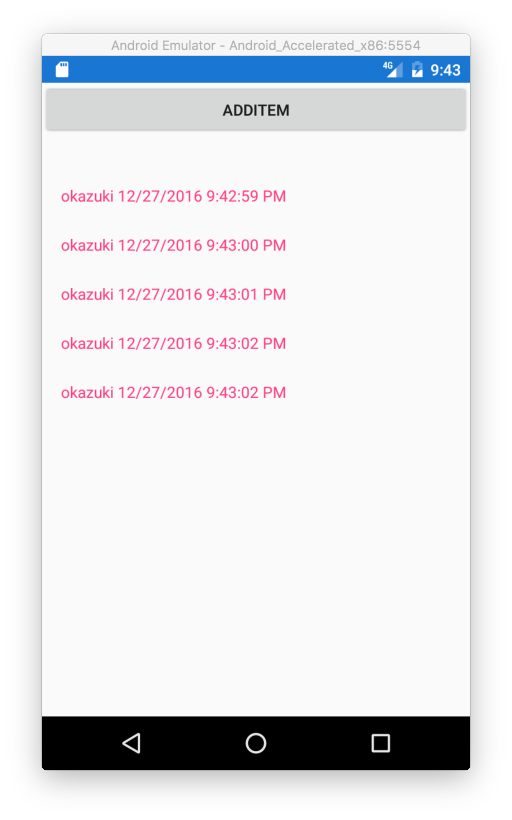 Android Emulator - Android_Accelerated_x86:5554
4G 9:43
ADDITEM
okazuki 12/27/2016 9:42:59 PM
okazuki 12/27/2016 9:43:00 PM
okazuki 12/27/2016 9:43:01 PM
okazuki 12/27/2016 9:43:02 PM
okazuki 12/27/2016 9:43:02 PM